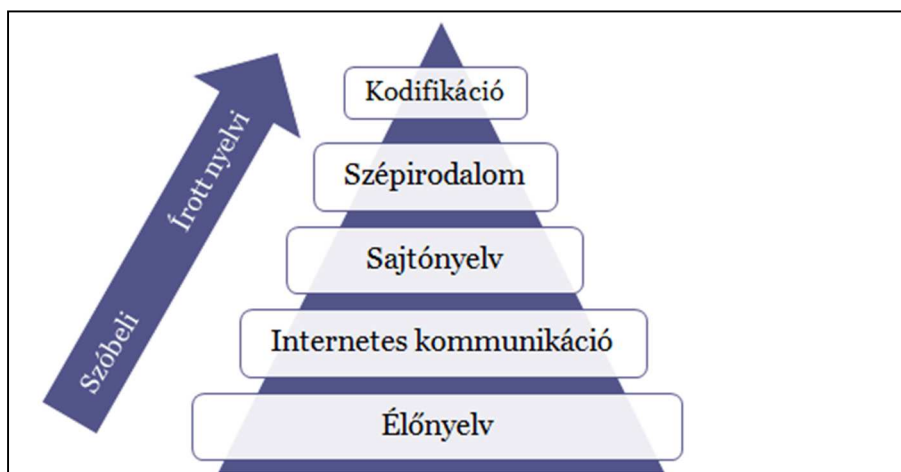 Kodifikáció
Szépirodalom
Sajtónyelv
Internetes kommunikáció
Élőnyelv
Szóbeli
Írott nyelvi